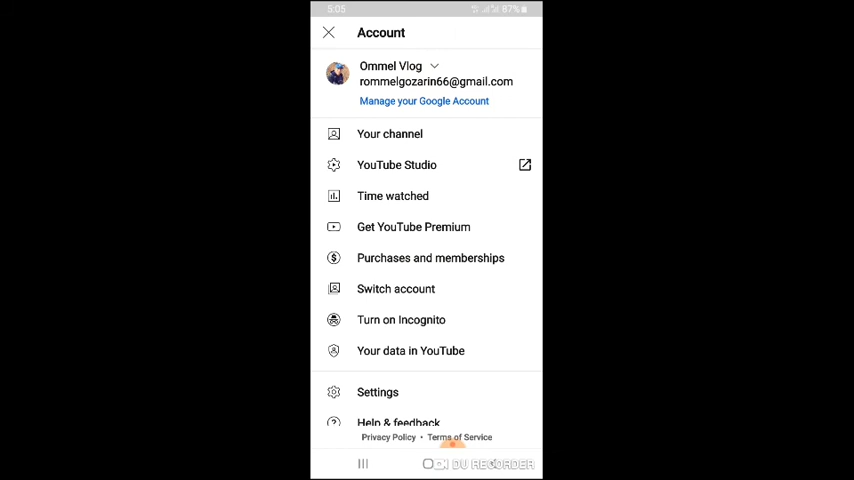 5:05 87%
Account
Ommel Vlog
rommelgozarin66@gmail.com
Manage your Google Account
Your channel
YouTube Studio
Time watched
Get YouTube Premium
Purchases and memberships
Switch account
Turn on Incognito
Your data in YouTube
Settings
Help & feedback
Privacy Policy • Terms of Service
DU RECORDER